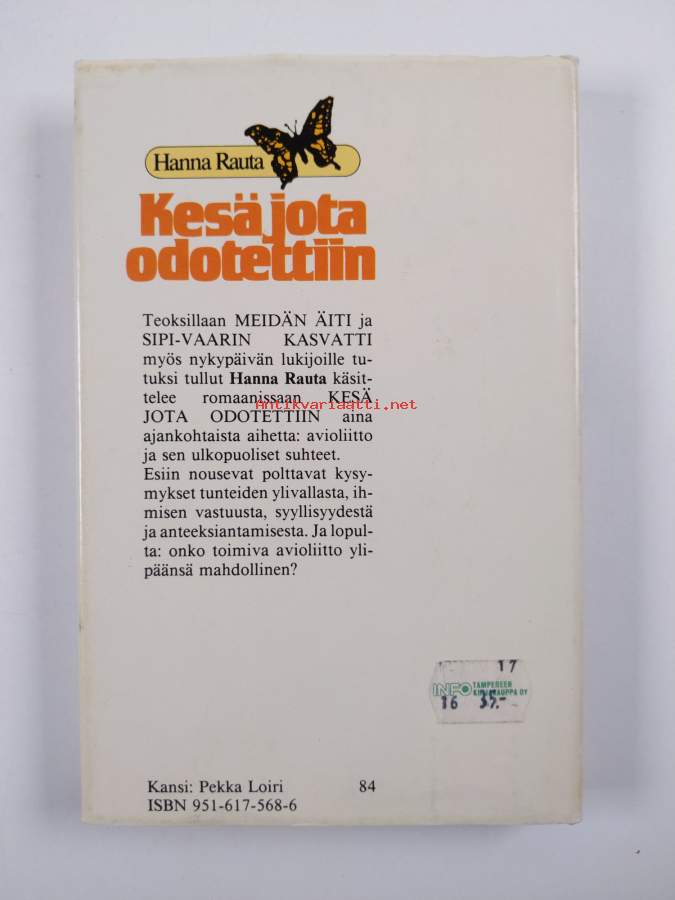 Hanna Rauta
Kesä jota
odotettiin
Teoksillaan MEIDÄN ÄITI ja
SIPI-VAARIN KASVATTI
myös nykypäivän lukijoille tu-
tuksi tullut Hanna Rauta käsit-
telee romaanissaan KESÄ
Antikvariaatti.net
JOTA ODOTETTIIN aina
ajankohtaista aihetta: avioliitto
ja sen ulkopuoliset suhteet.
Esiin nousevat polttavat kysy-
mykset tunteiden ylivallasta, ih-
misen vastuusta, syyllisyydestä
ja anteeksiantamisesta. Ja lopul-
ta: onko toimiva avioliitto yli-
päänsä mahdollinen?
17
INFO TAMPEREEN
KIRJAKAUPPA OY
16 35.-
Kansi: Pekka Loiri 84
ISBN 951-617-568-6